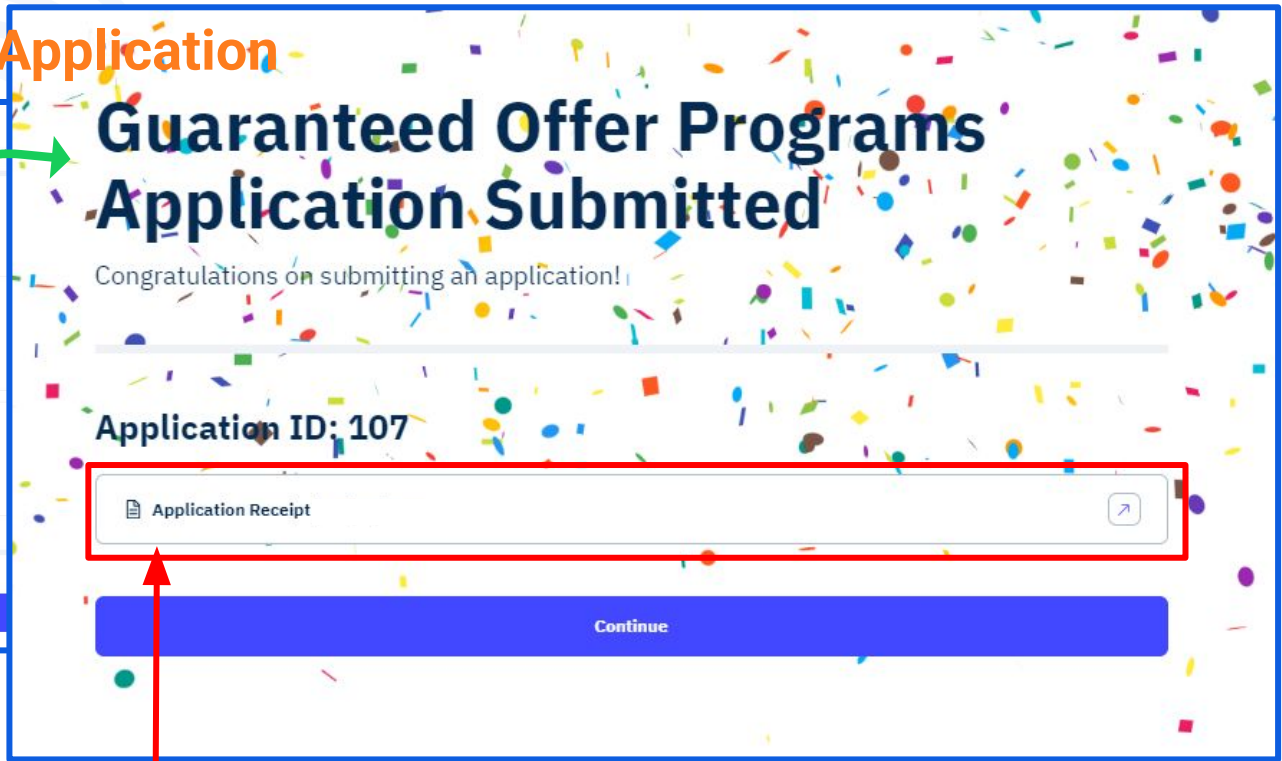 Application
Guaranteed Offer Programs
Application Submitted
Congratulations on submitting an application!
Application ID: 107
Application Receipt
Continue